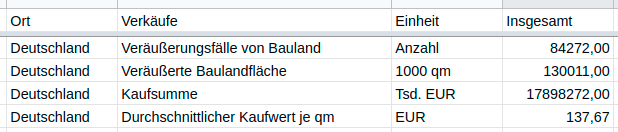 Ort Verkäufe Einheit Insgesamt
Deutschland Veräußerungsfälle von Bauland Anzahl 84272,00
Deutschland Veräußerte Baulandfläche 1000 qm 130011,00
Deutschland Kaufsumme Tsd. EUR 17898272,00
Deutschland Durchschnittlicher Kaufwert je qm EUR 137,67